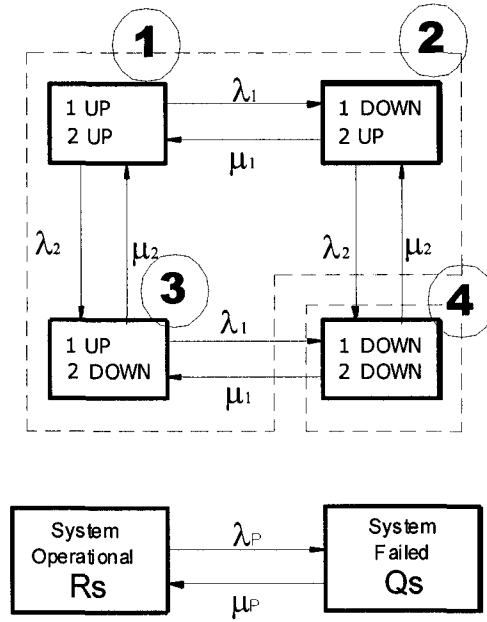 1
2
1 UP
2 UP
λ1
μ1
1 DOWN
2 UP
λ2
μ2
λ2
μ2
3
4
1 UP
2 DOWN
λ1
μ1
1 DOWN
2 DOWN
System
Operational
Rs
λP
μP
System
Failed
Qs